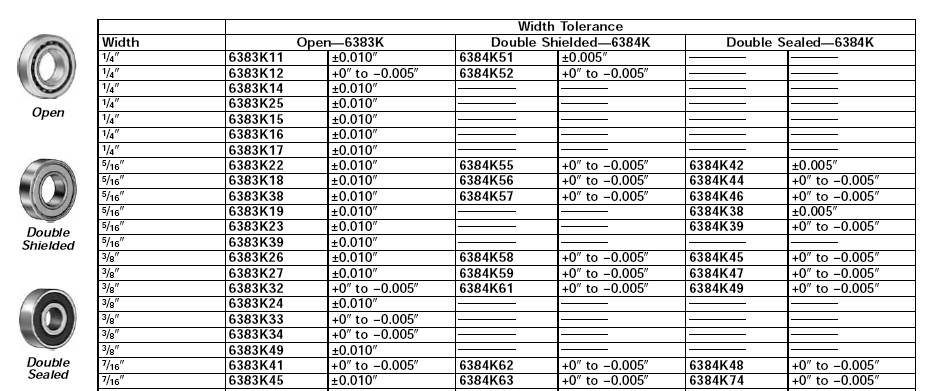 Width Tolerance
Width Open—6383K Double Shielded—6384K Double Sealed—6384K
1/4" 6383K11 ±0.010" 6384K51 ±0.005" —— ——
1/4" 6383K12 +0" to −0.005" 6384K52 +0" to −0.005" —— ——
1/4" 6383K14 ±0.010" —— —— —— ——
1/4" 6383K25 ±0.010" —— —— —— ——
1/4" 6383K15 ±0.010" —— —— —— ——
1/4" 6383K16 ±0.010" —— —— —— ——
1/4" 6383K17 ±0.010" —— —— —— ——
5/16" 6383K22 ±0.010" 6384K55 +0" to −0.005" 6384K42 ±0.005"
5/16" 6383K18 ±0.010" 6384K56 +0" to −0.005" 6384K44 +0" to −0.005"
5/16" 6383K38 ±0.010" 6384K57 +0" to −0.005" 6384K46 +0" to −0.005"
5/16" 6383K19 ±0.010" —— —— 6384K38 ±0.005"
5/16" 6383K23 ±0.010" —— —— 6384K39 +0" to −0.005"
5/16" 6383K39 ±0.010" —— —— —— ——
3/8" 6383K26 ±0.010" 6384K58 +0" to −0.005" 6384K45 +0" to −0.005"
3/8" 6383K27 ±0.010" 6384K59 +0" to −0.005" 6384K47 +0" to −0.005"
3/8" 6383K32 +0" to −0.005" 6384K61 +0" to −0.005" 6384K49 +0" to −0.005"
3/8" 6383K24 ±0.010" —— —— —— ——
3/8" 6383K33 +0" to −0.005" —— —— —— ——
3/8" 6383K34 +0" to −0.005" —— —— —— ——
3/8" 6383K49 ±0.010" —— —— —— ——
7/16" 6383K41 +0" to −0.005" 6384K62 +0" to −0.005" 6384K48 +0" to −0.005"
7/16" 6383K45 ±0.010" 6384K63 +0" to −0.005" 6384K74 +0" to −0.005"
Open
Double
Shielded
Double
Sealed